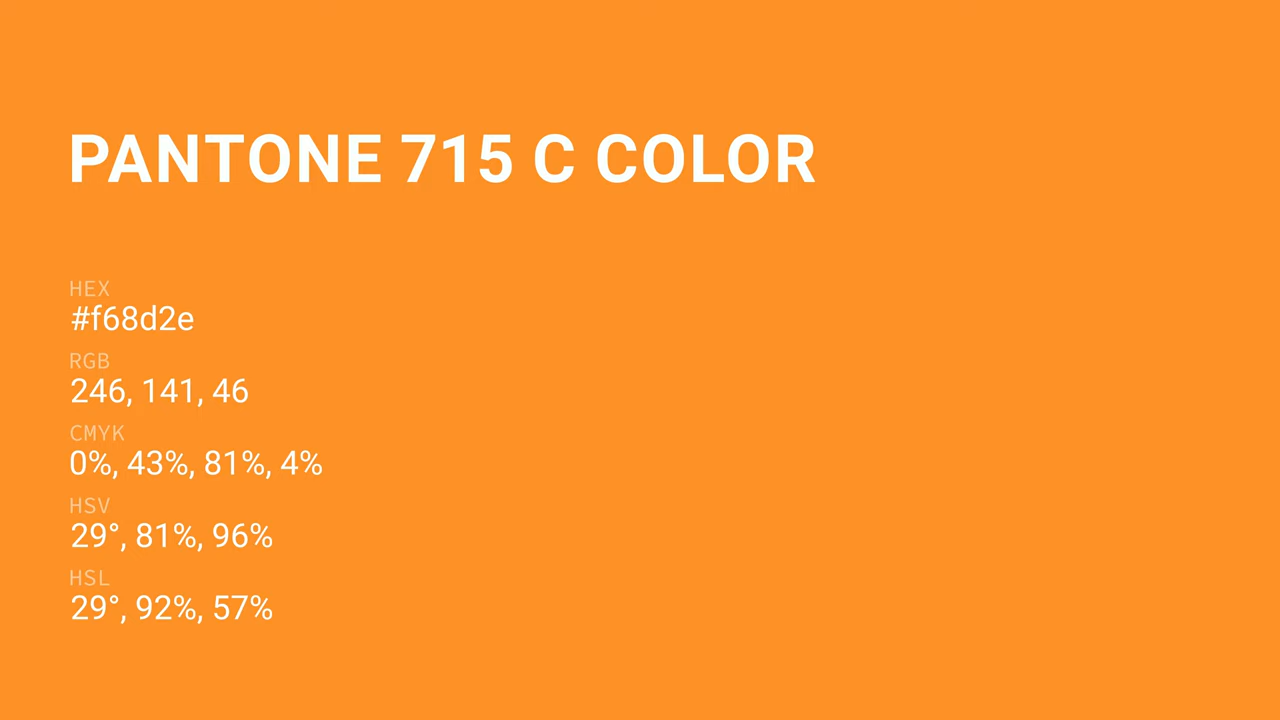 PANTONE 715 C COLOR
HEX
#f68d2e
RGB
246, 141, 46
CMYK
0%, 43%, 81%, 4%
HSV
29°, 81%, 96%
HSL
29°, 92%, 57%